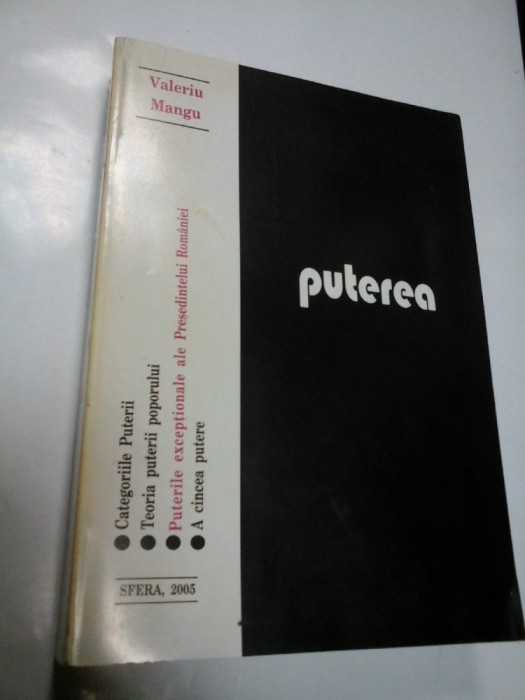 Valeriu
Mangu
puterea
Categoriile Puterii
Teoria puterii poporului
Puterile excepționale ale Președintelui României
A cincea putere
SFERA, 2005